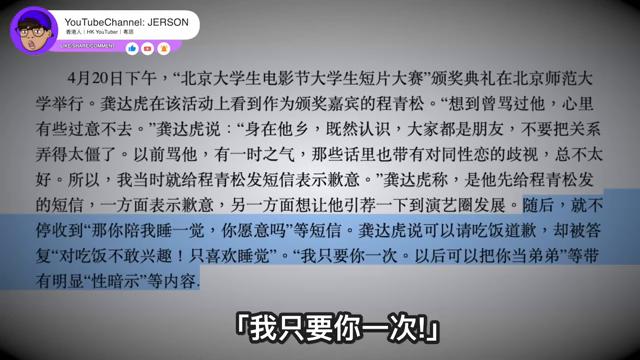 YouTubeChannel: JERSON
香港人 | HK YouTuber | 粵語
LIKE/SHARE/COMMENT
4月20日下午，“北京大学生电影节大学生短片大赛”颁奖典礼在北京师范大
学举行。龚达虎在该活动上看到作为颁奖嘉宾的程青松。“想到曾骂过他，心里
有些过意不去。”龚达虎说：“身在他乡，既然认识，大家都是朋友，不要把关系
弄得太僵了。以前骂他，有一时之气，那些话里也带有对同性恋的歧视，总不太
好。所以，我当时就给程青松发短信表示歉意。”龚达虎称，是他先给程青松发
的短信，一方面表示歉意，另一方面想让他引荐一下到演艺圈发展。随后，就不
停收到“那你陪我睡一觉，你愿意吗”等短信。龚达虎说可以请吃饭道歉，却被答
复“对吃饭不敢兴趣！只喜欢睡觉”。“我只要你一次。以后可以把你当弟弟”等带
有明显“性暗示”等内容.
「我只要你一次!」